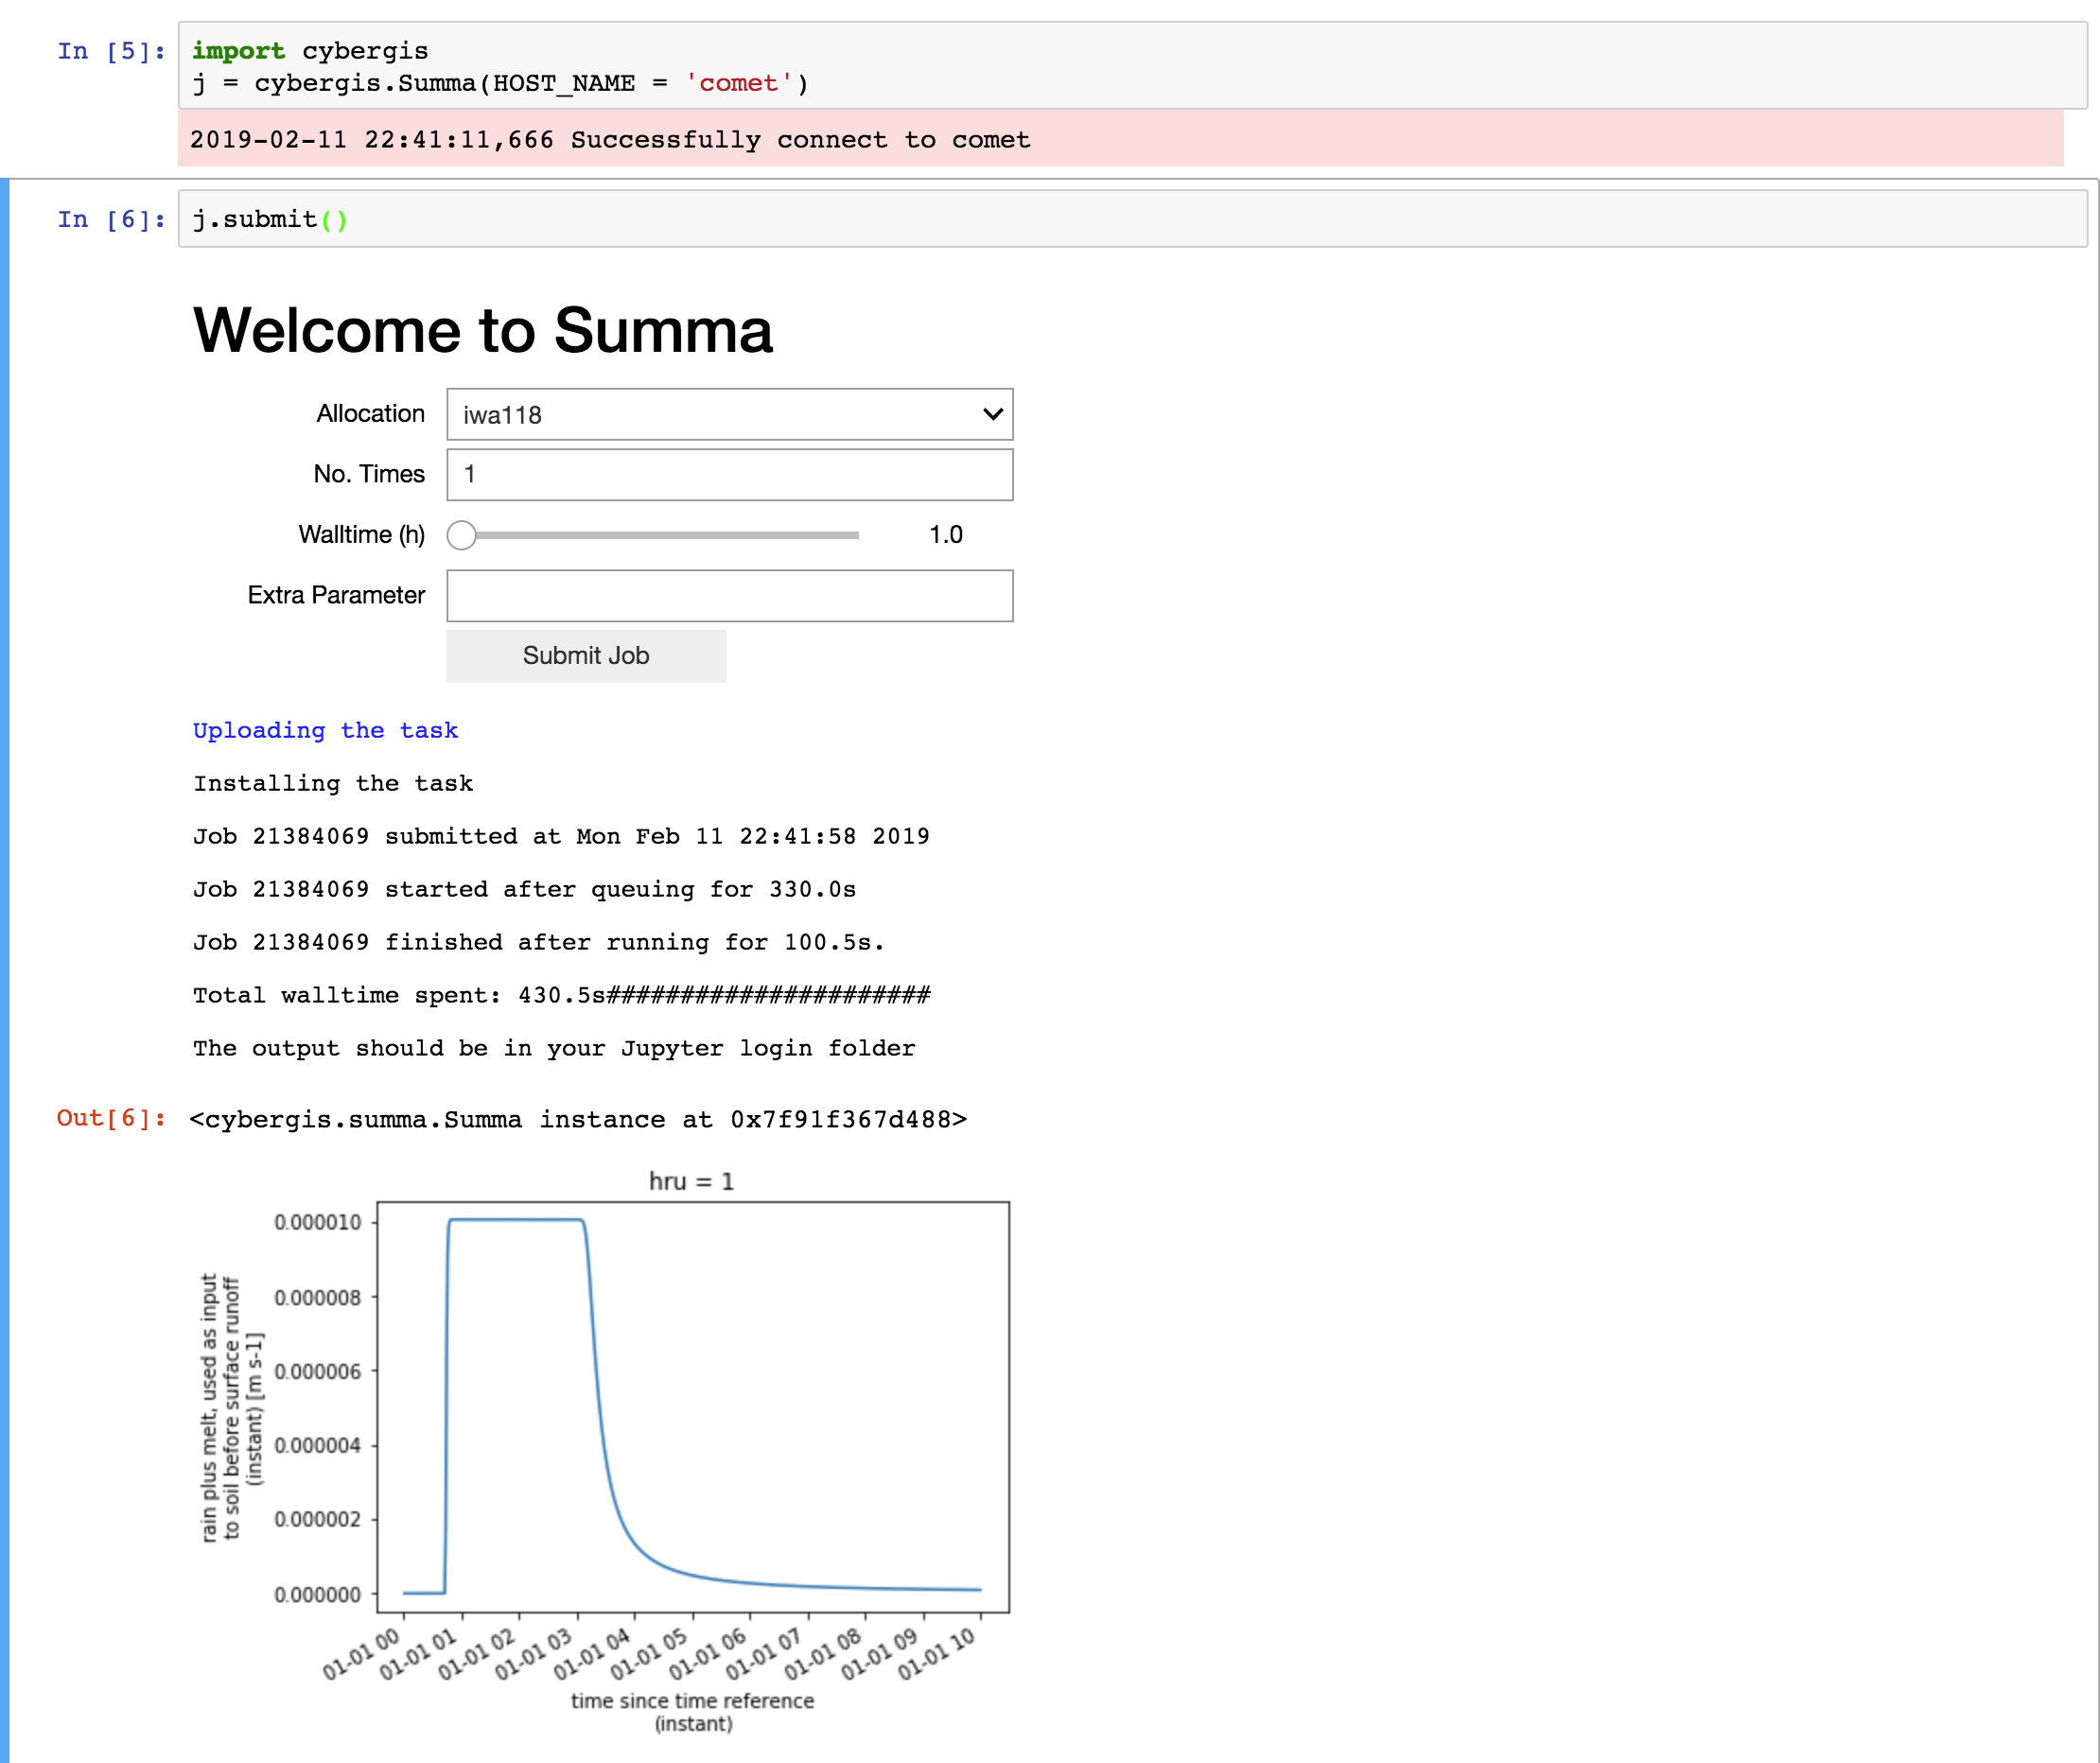 In [5]:
import cybergis
j = cybergis.Summa(HOST_NAME = 'comet')
2019-02-11 22:41:11,666 Successfully connect to comet
In [6]:
j.submit()
Welcome to Summa
Allocation iwa118
No. Times 1
Walltime (h) 1.0
Extra Parameter
Submit Job
Uploading the task
Installing the task
Job 21384069 submitted at Mon Feb 11 22:41:58 2019
Job 21384069 started after queuing for 330.0s
Job 21384069 finished after running for 100.5s.
Total walltime spent: 430.5s######################
The output should be in your Jupyter login folder
Out[6]: <cybergis.summa.Summa instance at 0x7f91f367d488>
hru = 1
0.000010
0.000008
0.000006
0.000004
0.000002
0.000000
rain plus melt, used as input
to soil before surface runoff
(instant) [m s-1]
01-01 00
01-01 01
01-01 02
01-01 03
01-01 04
01-01 05
01-01 06
01-01 07
01-01 08
01-01 09
01-01 10
time since time reference
(instant)